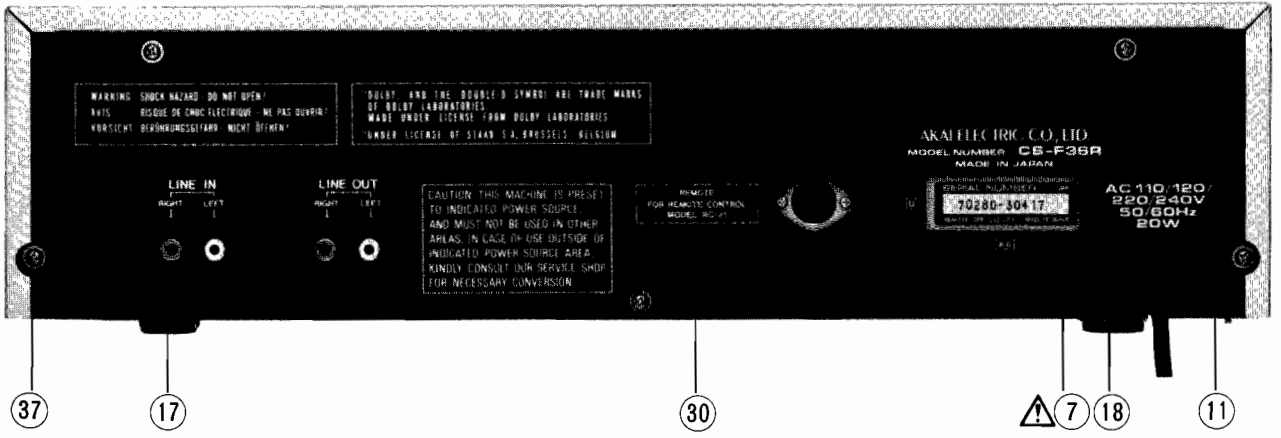 WARNING SHOCK HAZARD - DO NOT OPEN!
AVIS RISQUE DE CHOC ELECTRIQUE - NE PAS OUVRIR!
VORSICHT BERÜHRUNGSGEFAHR - NICHT ÖFFNEN!
"DOLBY" AND THE DOUBLE-D SYMBOL ARE TRADE MARKS
OF DOLBY LABORATORIES
MADE UNDER LICENSE FROM DOLBY LABORATORIES
"UNDER LICENSE OF STAAR S.A, BRUSSELS, BELGIUM
AKAI ELECTRIC CO., LTD.
MODEL NUMBER CS-F36R
MADE IN JAPAN
LINE IN
RIGHT LEFT
LINE OUT
RIGHT LEFT
CAUTION: THIS MACHINE IS PRESET
TO INDICATED POWER SOURCE,
AND MUST NOT BE USED IN OTHER
AREAS, IN CASE OF USE OUTSIDE OF
INDICATED POWER SOURCE AREA,
KINDLY CONSULT OUR SERVICE SHOP
FOR NECESSARY CONVERSION.
REMOTE
FOR REMOTE CONTROL
MODEL RC-21
SERIAL NUMBER
70280-30417
AC 110/120/
220/240V
50/60Hz
20W
37 17 30 7 18 11